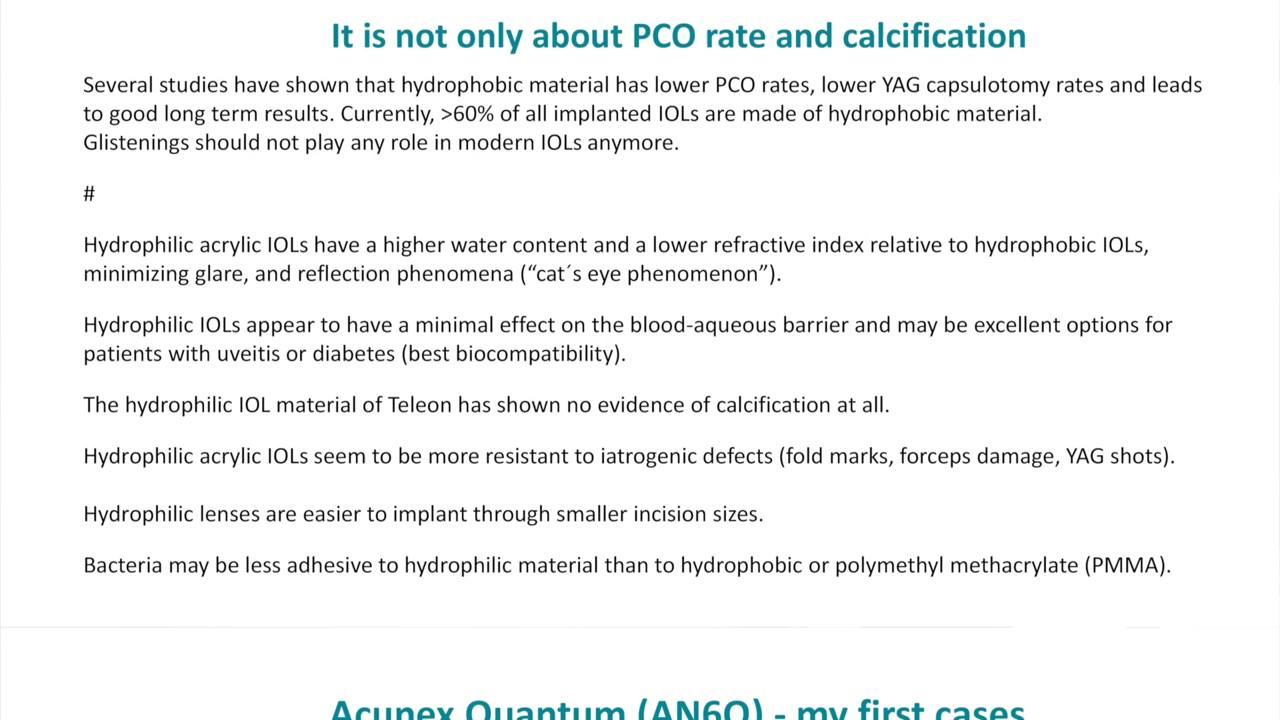 It is not only about PCO rate and calcification
Several studies have shown that hydrophobic material has lower PCO rates, lower YAG capsulotomy rates and leads
to good long term results. Currently, >60% of all implanted IOLs are made of hydrophobic material.
Glistenings should not play any role in modern IOLs anymore.
#
Hydrophilic acrylic IOLs have a higher water content and a lower refractive index relative to hydrophobic IOLs,
minimizing glare, and reflection phenomena (“cat´s eye phenomenon”).
Hydrophilic IOLs appear to have a minimal effect on the blood-aqueous barrier and may be excellent options for
patients with uveitis or diabetes (best biocompatibility).
The hydrophilic IOL material of Teleon has shown no evidence of calcification at all.
Hydrophilic acrylic IOLs seem to be more resistant to iatrogenic defects (fold marks, forceps damage, YAG shots).
Hydrophilic lenses are easier to implant through smaller incision sizes.
Bacteria may be less adhesive to hydrophilic material than to hydrophobic or polymethyl methacrylate (PMMA).
Acunex Quantum (AN6Q) - my first cases